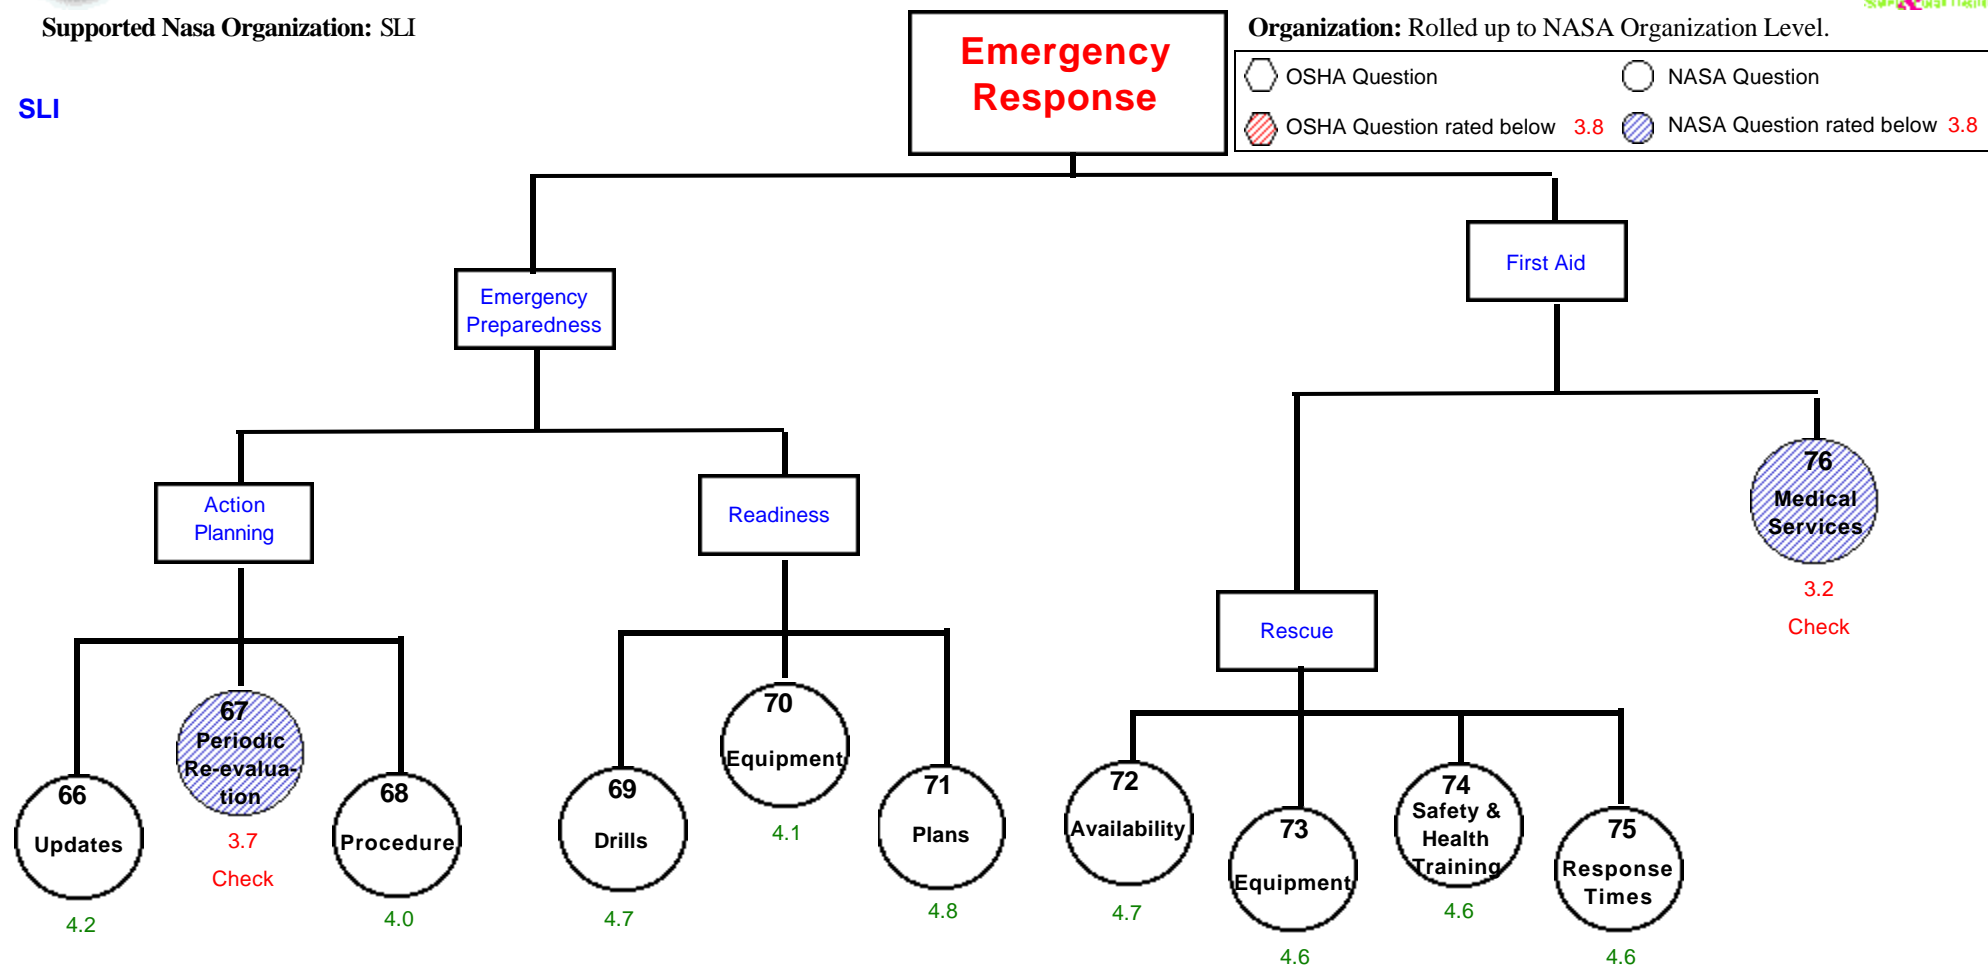 Supported Nasa Organization: SLI
Organization: Rolled up to NASA Organization Level.
Emergency
Response
OSHA Question
NASA Question
OSHA Question rated below 3.8
NASA Question rated below 3.8
SLI
First Aid
Emergency
Preparedness
Action
Planning
Readiness
76
Medical
Services
3.2
Check
Rescue
66
Updates
4.2
67
Periodic
Re-evalua-
tion
3.7
Check
68
Procedure
4.0
69
Drills
4.7
70
Equipment
4.1
71
Plans
4.8
72
Availability
4.7
73
Equipment
4.6
74
Safety &
Health
Training
4.6
75
Response
Times
4.6